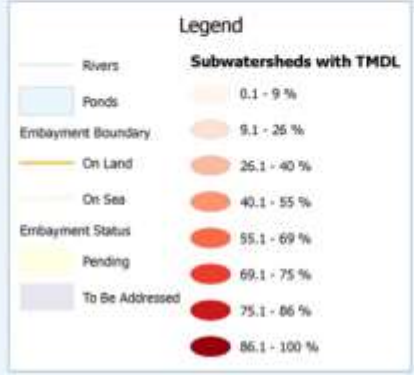 Legend
Rivers
Ponds
Embayment Boundary
On Land
On Sea
Embayment Status
Pending
To Be Addressed
Subwatersheds with TMDL
0.1 - 9 %
9.1 - 26 %
26.1 - 40 %
40.1 - 55 %
55.1 - 69 %
69.1 - 75 %
75.1 - 86 %
86.1 - 100 %